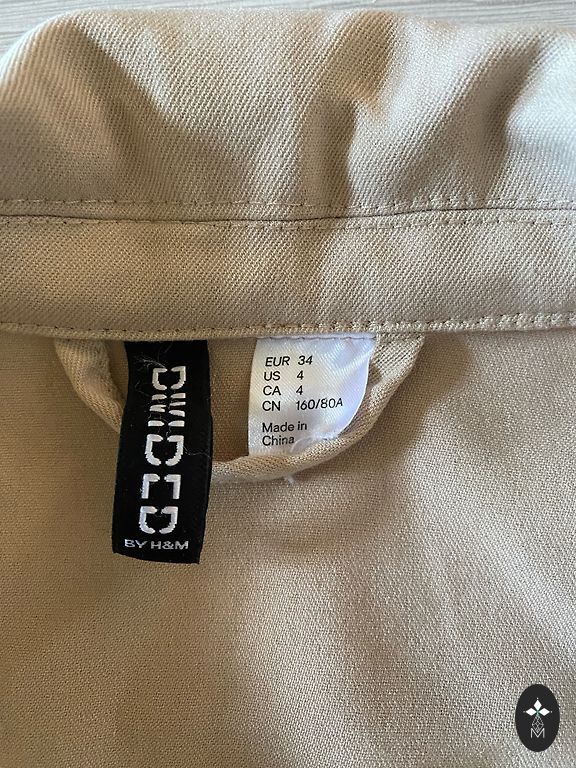 DIVIDED
BY H&M
EUR 34
US 4
CA 4
CN 160/80A
Made in
China
M